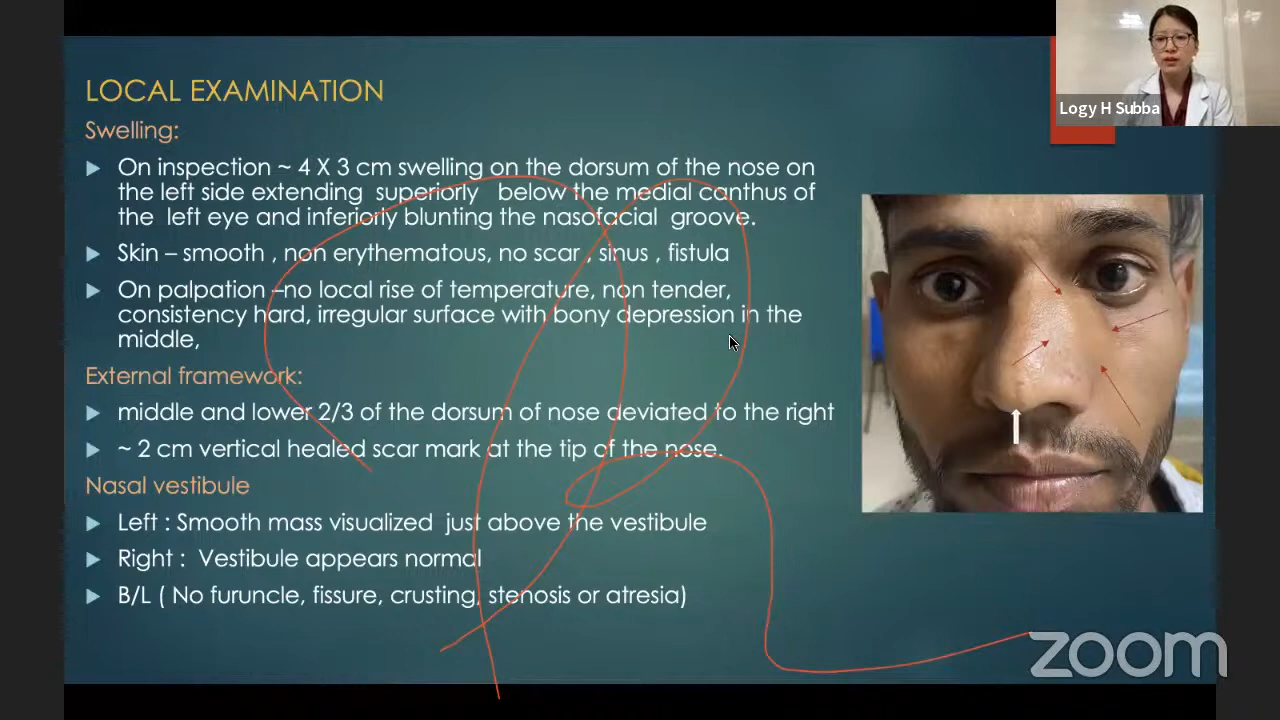 LOCAL EXAMINATION
Swelling:
On inspection ~ 4 X 3 cm swelling on the dorsum of the nose on
the left side extending superiorly below the medial canthus of
the left eye and inferiorly blunting the nasofacial groove.
Skin – smooth , non erythematous, no scar , sinus , fistula
On palpation –no local rise of temperature, non tender,
consistency hard, irregular surface with bony depression in the
middle,
External framework:
middle and lower 2/3 of the dorsum of nose deviated to the right
~ 2 cm vertical healed scar mark at the tip of the nose.
Nasal vestibule
Left : Smooth mass visualized just above the vestibule
Right : Vestibule appears normal
B/L ( No furuncle, fissure, crusting, stenosis or atresia)
Logy H Subba
zoom